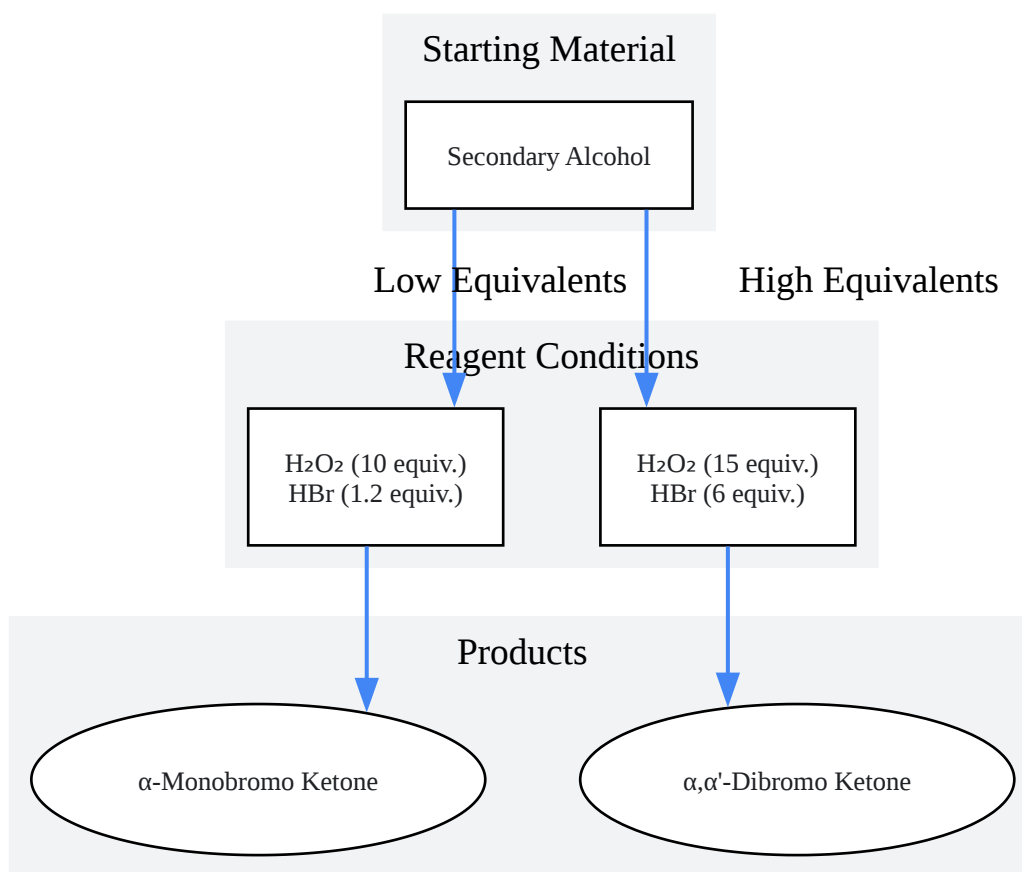 Starting Material
Secondary Alcohol
Low Equivalents
High Equivalents
Reagent Conditions
H₂O₂ (10 equiv.)
HBr (1.2 equiv.)
H₂O₂ (15 equiv.)
HBr (6 equiv.)
Products
α-Monobromo Ketone
α,α'-Dibromo Ketone